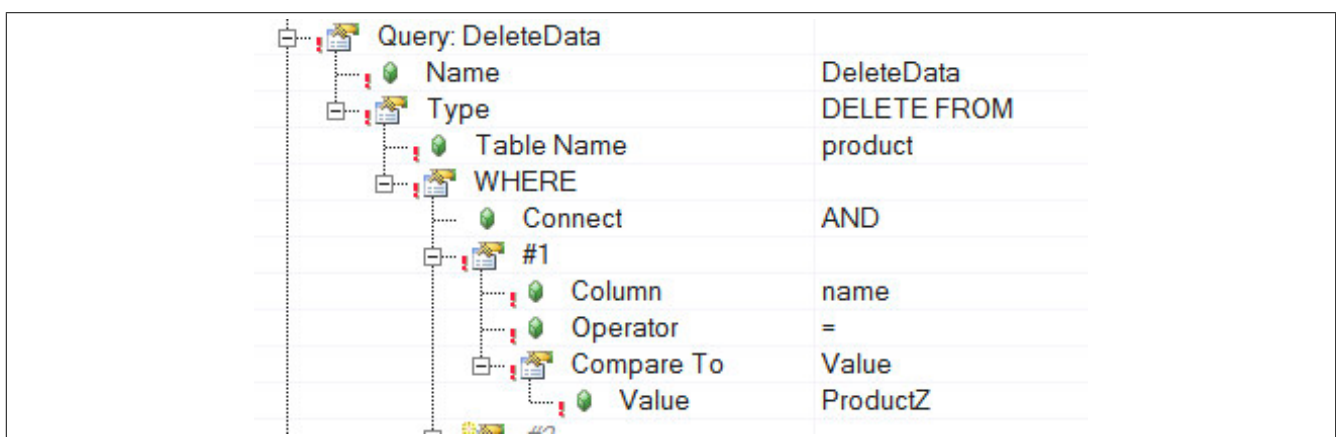 Query: DeleteData
Name DeleteData
Type DELETE FROM
Table Name product
WHERE
Connect AND
#1
Column name
Operator =
Compare To Value
Value ProductZ